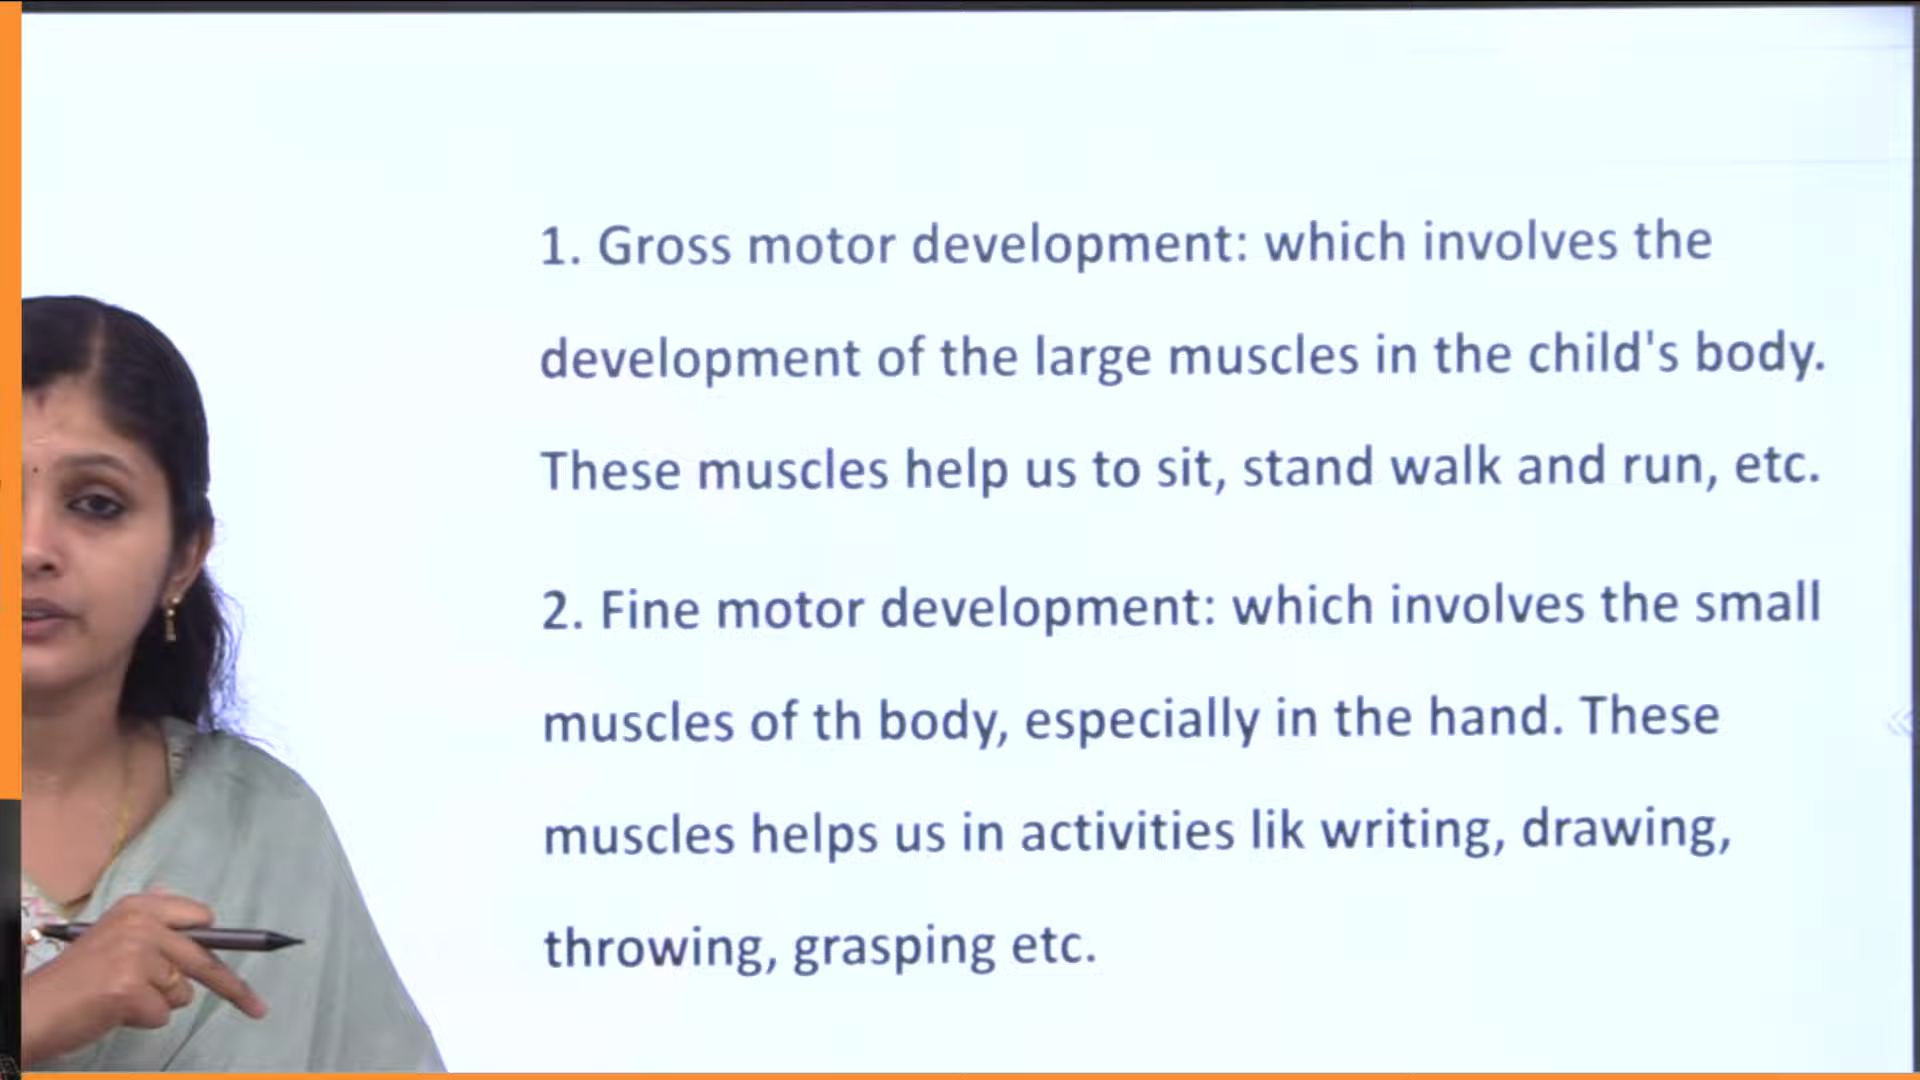 1. Gross motor development: which involves the
development of the large muscles in the child's body.
These muscles help us to sit, stand walk and run, etc.
2. Fine motor development: which involves the small
muscles of th body, especially in the hand. These
muscles helps us in activities lik writing, drawing,
throwing, grasping etc.